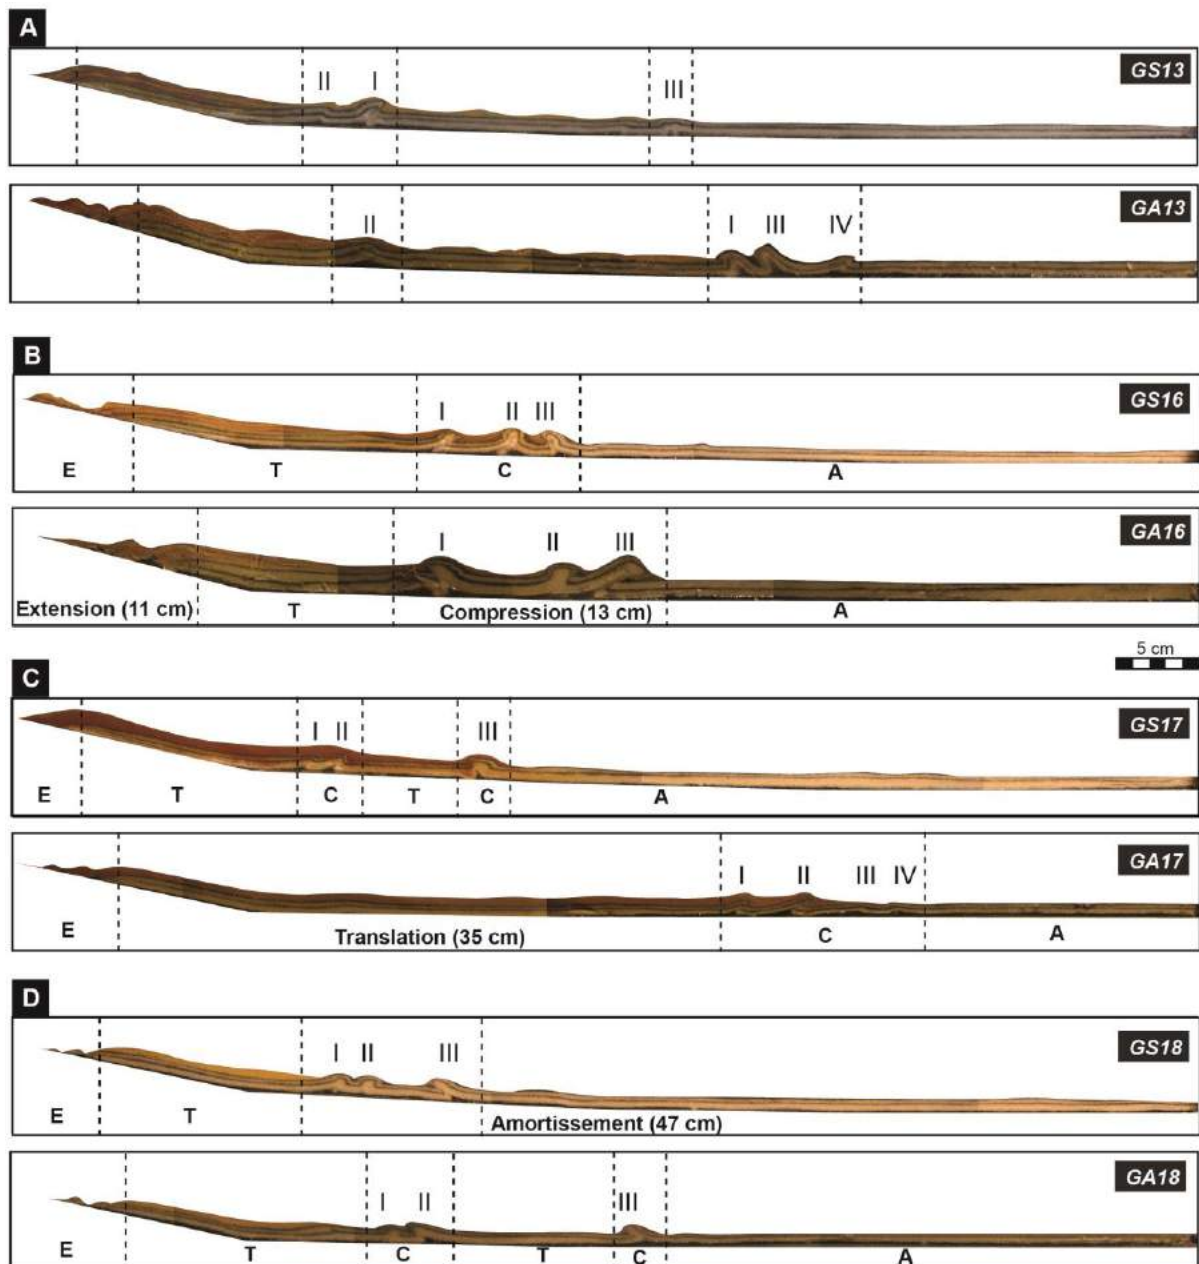 A
GS13
II I III
GA13
II I III IV
B
GS16
I II III
E T C A
GA16
I II III
Extension (11 cm) T Compression (13 cm) A
5 cm
C
GS17
I II III
E T C T C A
GA17
I II III IV
E Translation (35 cm) C A
D
GS18
I II III
E T Amortissement (47 cm)
GA18
I II III
E T C T C A